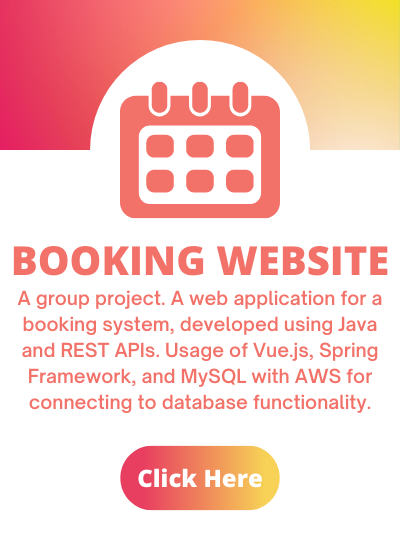 BOOKING WEBSITE
A group project. A web application for a
booking system, developed using Java
and REST APIs. Usage of Vue.js, Spring
Framework, and MySQL with AWS for
connecting to database functionality.
Click Here